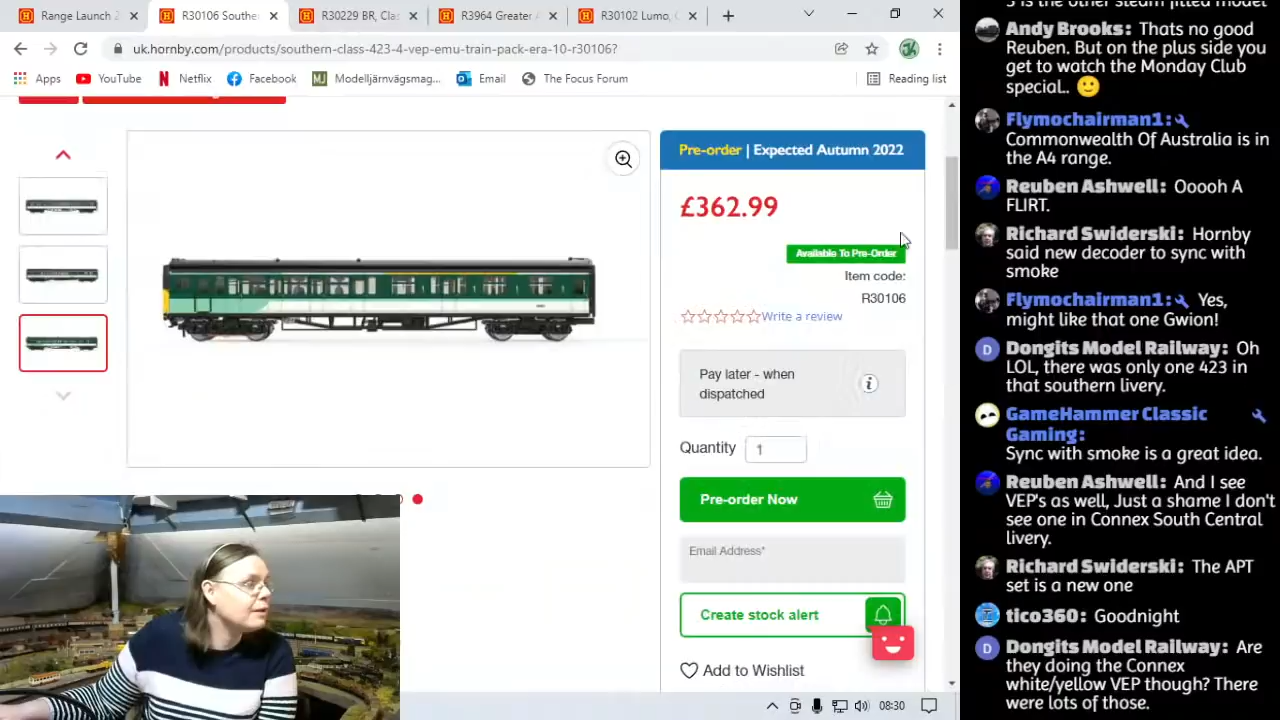 Range Launch 2
R30106 Southe
R30229 BR, Clas
R3964 Greater A
R30102 Lumo, C
uk.hornby.com/products/southern-class-423-4-vep-emu-train-pack-era-10-r30106?
Apps
YouTube
Netflix
Facebook
MJ
Modelljärnvägsmag...
Email
The Focus Forum
Reading list
Pre-order | Expected Autumn 2022
£362.99
Available To Pre-Order
Item code:
R30106
Write a review
Pay later - when
dispatched
Quantity 1
Pre-order Now
Email Address*
Create stock alert
Add to Wishlist
08:30
5 is the other steam fitted model
Andy Brooks: Thats no good
Reuben. But on the plus side you
get to watch the Monday Club
special..
Flymochairman1:
Commonwealth Of Australia is in
the A4 range.
Reuben Ashwell: Ooooh A
FLIRT.
Richard Swiderski: Hornby
said new decoder to sync with
smoke
Flymochairman1: Yes,
might like that one Gwion!
D Dongits Model Railway: Oh
LOL, there was only one 423 in
that southern livery.
GameHammer Classic
Gaming:
Sync with smoke is a great idea.
Reuben Ashwell: And I see
VEP's as well, Just a shame I don't
see one in Connex South Central
livery.
Richard Swiderski: The APT
set is a new one
tico360: Goodnight
D Dongits Model Railway: Are
they doing the Connex
white/yellow VEP though? There
were lots of those.